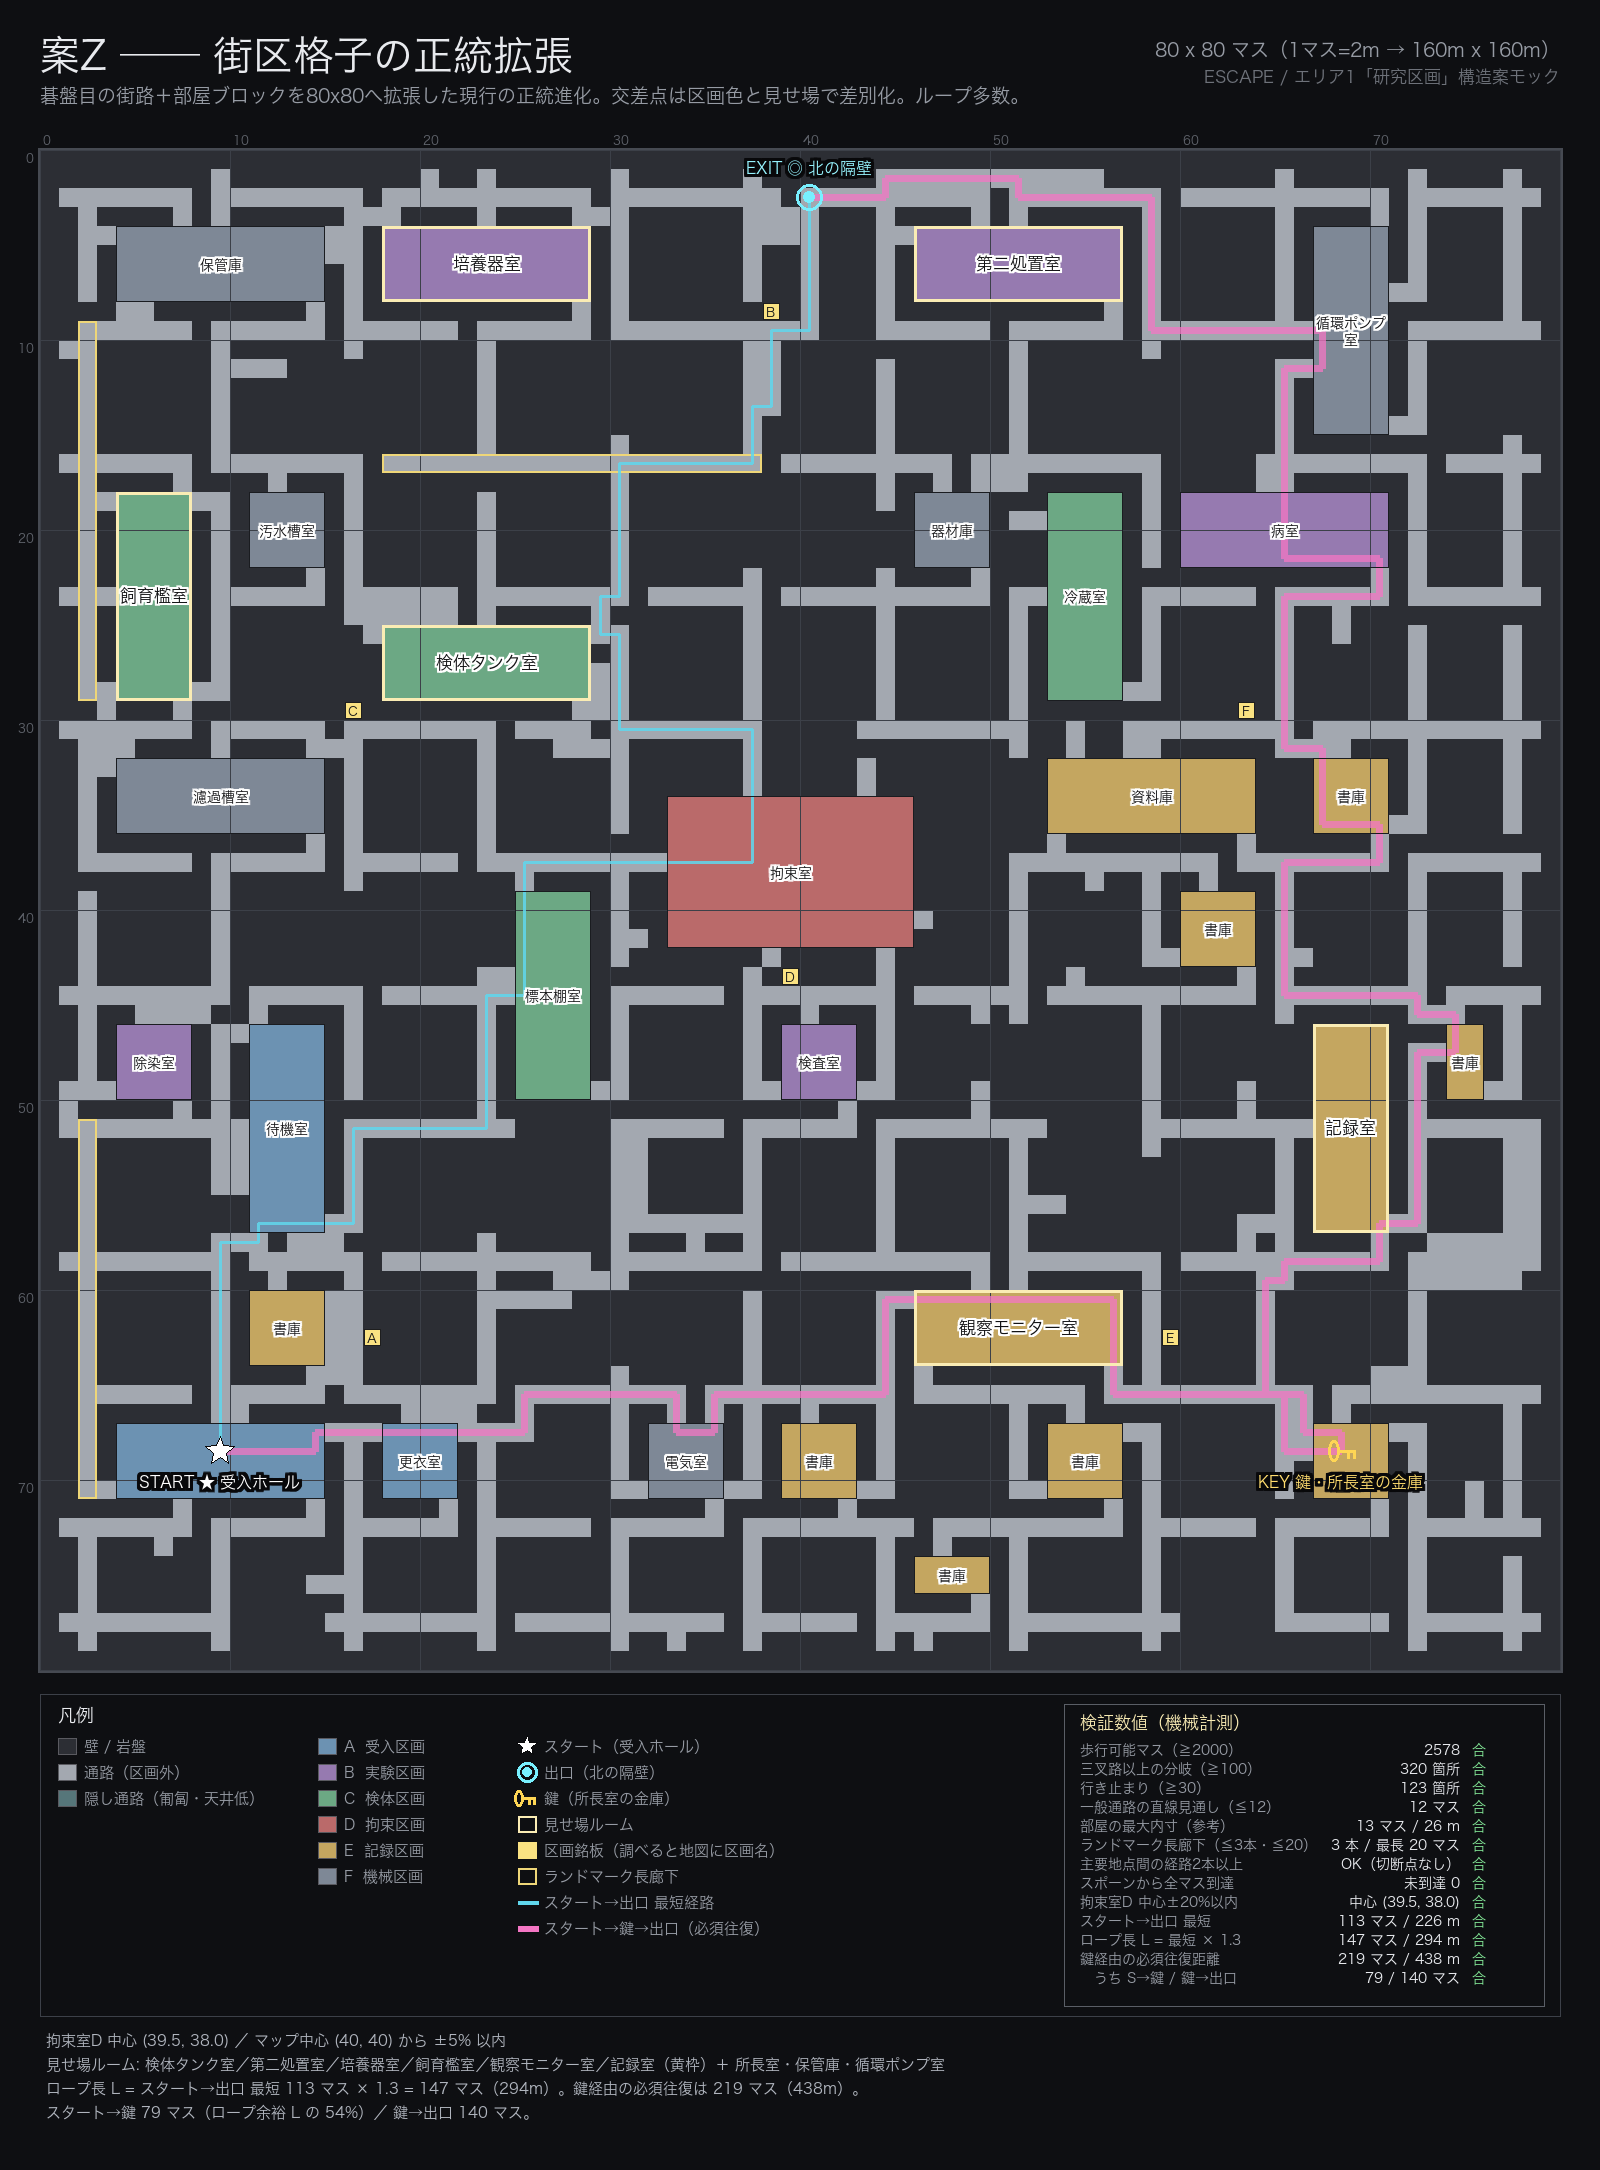 案Z ―― 街区格子の正統拡張
80 x 80 マス（1マス=2m → 160m x 160m）
ESCAPE / エリア1「研究区画」構造案モック
碁盤目の街路＋部屋ブロックを80x80へ拡張した現行の正統進化。交差点は区画色と見せ場で差別化。ループ多数。
0 10 20 30 40 50 60 70
0
EXIT ◎ 北の隔壁
保管庫
培養器室
第二処置室
B
循環ポンプ
室
10
汚水槽室
器材庫
病室
20
飼育檻室
冷蔵室
検体タンク室
C
F
30
濾過槽室
資料庫
書庫
拘束室
40
書庫
D
標本棚室
除染室
検査室
書庫
50
待機室
記録室
60
書庫
A
観察モニター室
E
更衣室
電気室
書庫
書庫
START ★ 受入ホール
KEY 鍵・所長室の金庫
70
書庫
凡例
壁 / 岩盤
通路（区画外）
隠し通路（匍匐・天井低）
A 受入区画
B 実験区画
C 検体区画
D 拘束区画
E 記録区画
F 機械区画
スタート（受入ホール）
出口（北の隔壁）
鍵（所長室の金庫）
見せ場ルーム
区画銘板（調べると地図に区画名）
ランドマーク長廊下
スタート→出口 最短経路
スタート→鍵→出口（必須往復）
検証数値（機械計測）
歩行可能マス（≥2000） 2578 合
三叉路以上の分岐（≥100） 320 箇所 合
行き止まり（≥30） 123 箇所 合
一般通路の直線見通し（≤12） 12 マス 合
部屋の最大内寸（参考） 13 マス / 26 m 合
ランドマーク長廊下（≤3本・≤20） 3 本 / 最長 20 マス 合
主要地点間の経路2本以上 OK（切断点なし） 合
スポーンから全マス到達 未到達 0 合
拘束室D 中心±20%以内 中心 (39.5, 38.0) 合
スタート→出口 最短 113 マス / 226 m 合
ロープ長 L = 最短 × 1.3 147 マス / 294 m 合
鍵経由の必須往復距離 219 マス / 438 m 合
うち S→鍵 / 鍵→出口 79 / 140 マス 合
拘束室D 中心 (39.5, 38.0) ／ マップ中心 (40, 40) から ±5% 以内
見せ場ルーム: 検体タンク室／第二処置室／培養器室／飼育檻室／観察モニター室／記録室（黄枠）＋ 所長室・保管庫・循環ポンプ室
ロープ長 L = スタート→出口 最短 113 マス × 1.3 = 147 マス（294m）。鍵経由の必須往復は 219 マス（438m）。
スタート→鍵 79 マス（ロープ余裕 L の 54%）／ 鍵→出口 140 マス。